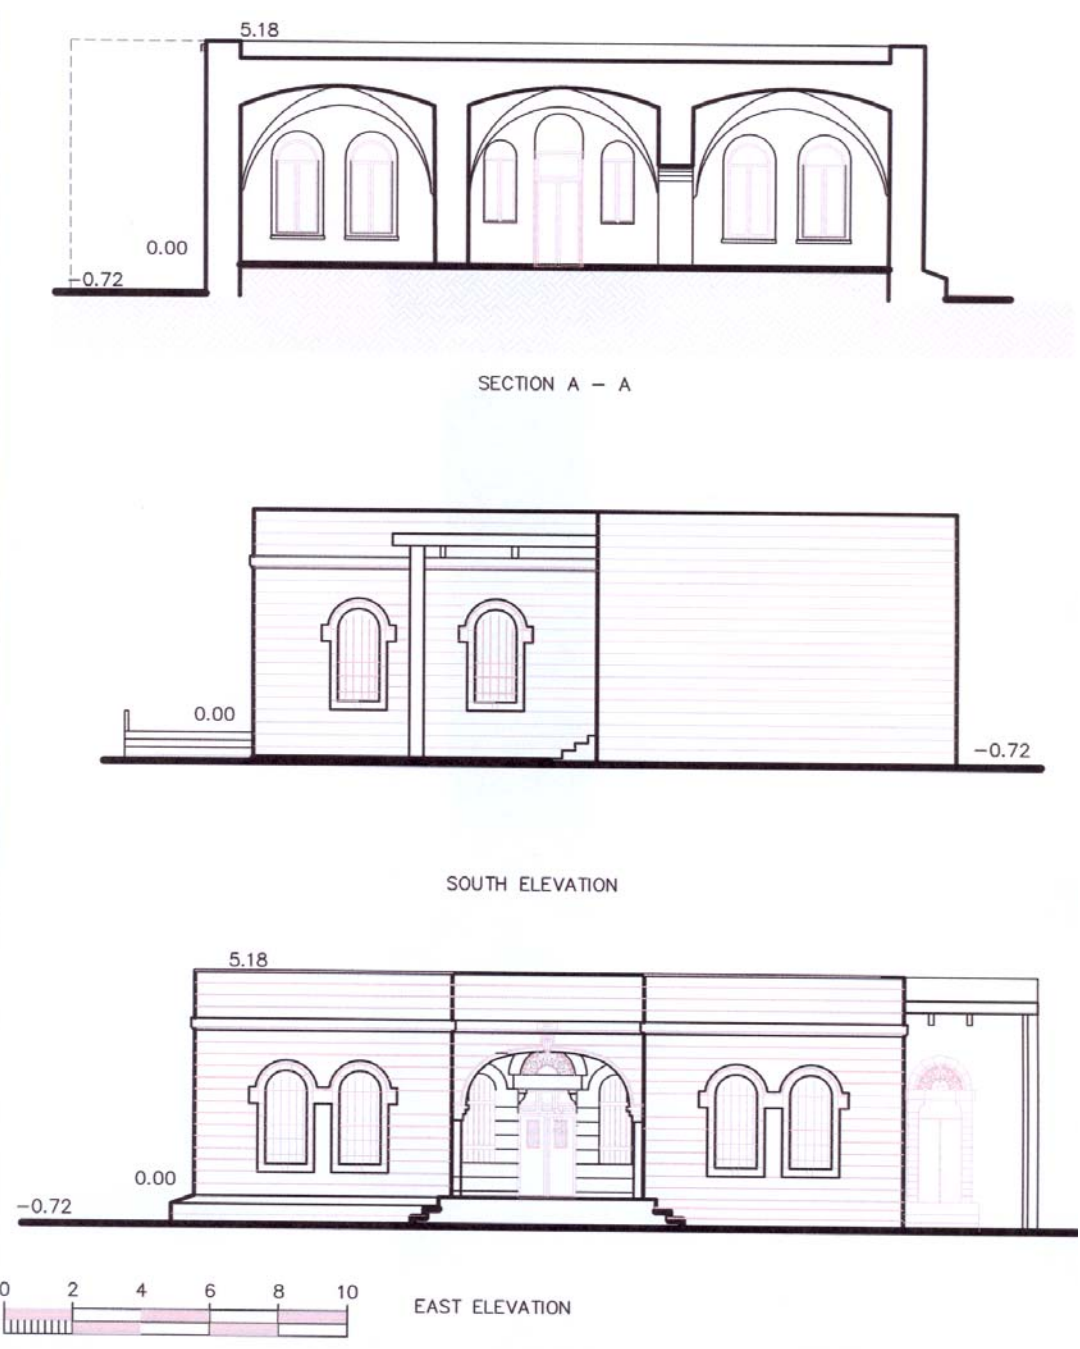 5.18
0.00
-0.72
SECTION A - A
0.00
-0.72
SOUTH ELEVATION
5.18
0.00
-0.72
0 2 4 6 8 10
EAST ELEVATION